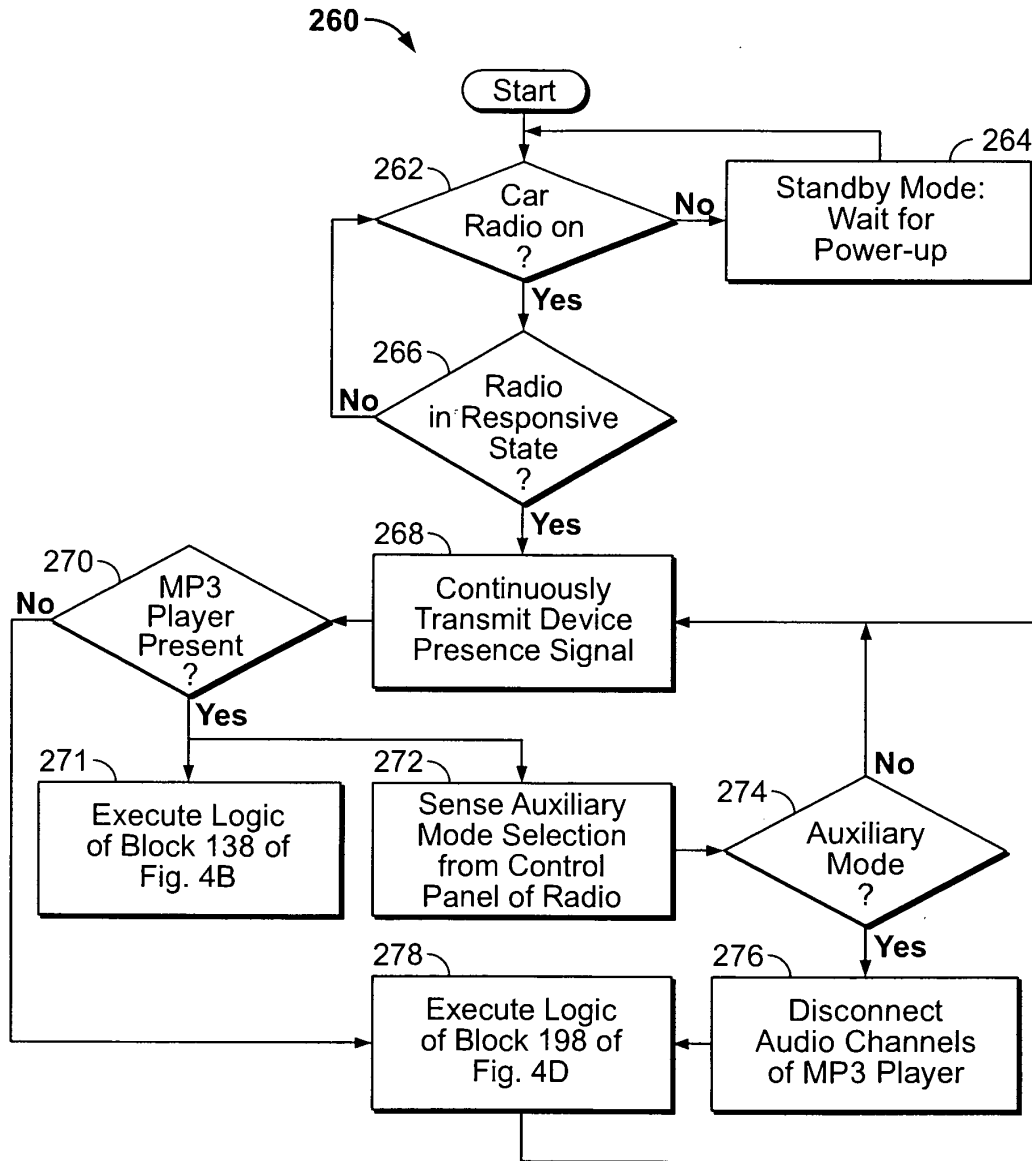 260
Start
262
Car
Radio on
?
No
264
Standby Mode:
Wait for
Power-up
Yes
266
Radio
in Responsive
State
?
No
Yes
268
Continuously
Transmit Device
Presence Signal
270
MP3
Player
Present
?
No
Yes
271
Execute Logic
of Block 138 of
Fig. 4B
272
Sense Auxiliary
Mode Selection
from Control
Panel of Radio
274
Auxiliary
Mode
?
No
Yes
276
Disconnect
Audio Channels
of MP3 Player
278
Execute Logic
of Block 198 of
Fig. 4D